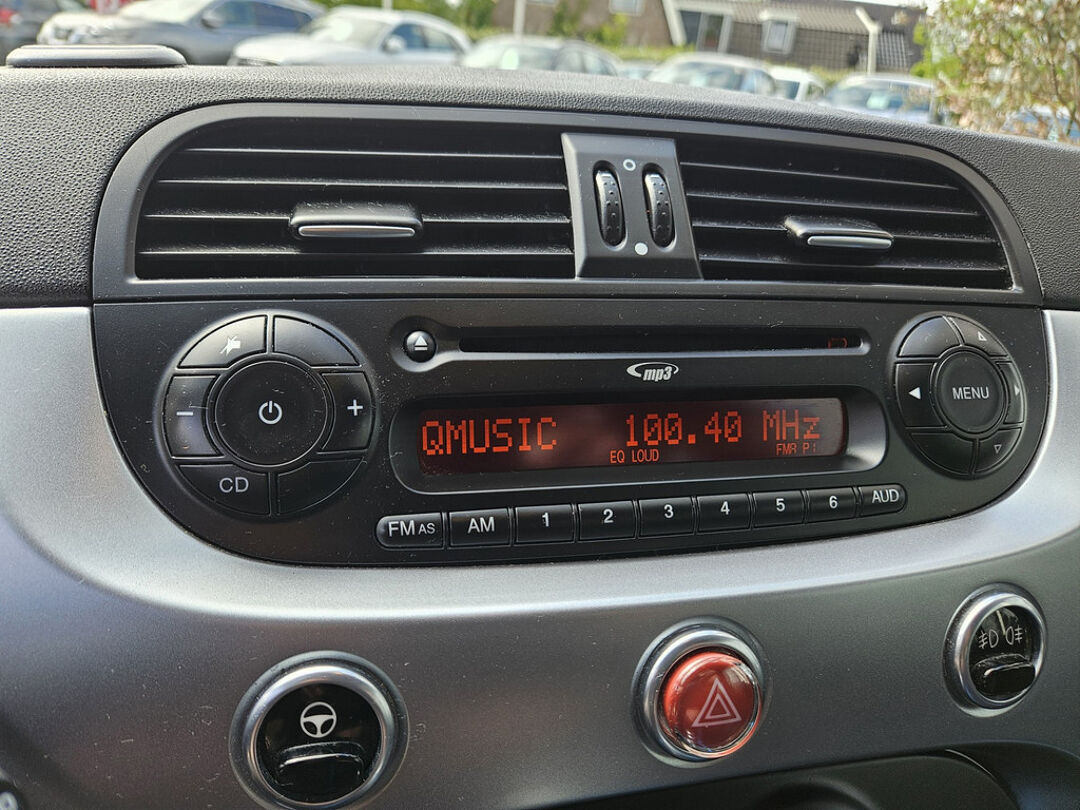 mp3
MENU
QMUSIC 100.40 MHz
EQ LOUD FMA P1
CD
FM AS AM 1 2 3 4 5 6 AUD